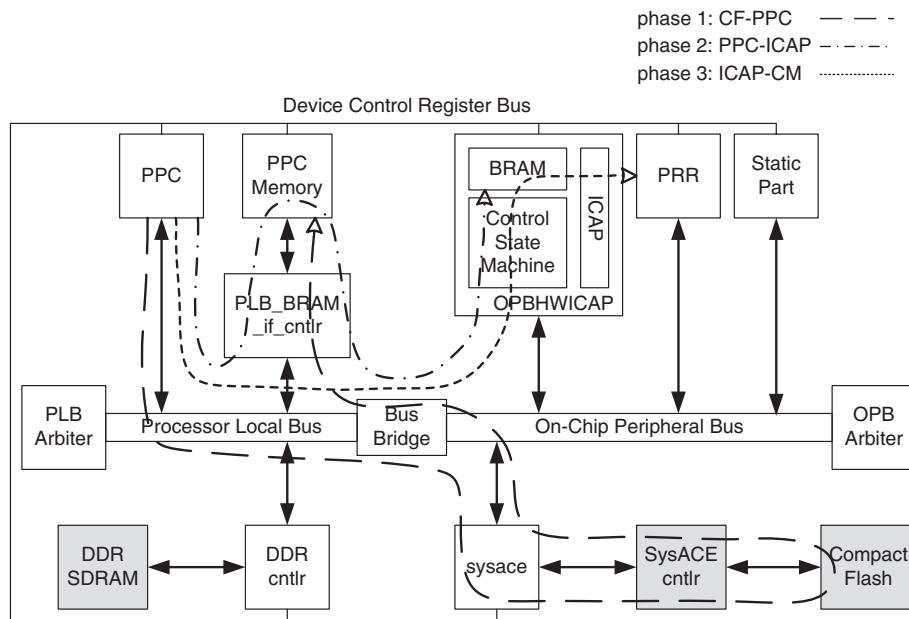 phase 1: CF-PPC
phase 2: PPC-ICAP
phase 3: ICAP-CM
Device Control Register Bus
PPC
PPC
Memory
BRAM
Control
State
Machine
ICAP
OPBHWICAP
PRR
Static
Part
PLB_BRAM
_if_cntlr
PLB
Arbiter
Processor Local Bus
Bus
Bridge
On-Chip Peripheral Bus
OPB
Arbiter
DDR
SDRAM
DDR
cntlr
sysace
SysACE
cntlr
Compact
Flash